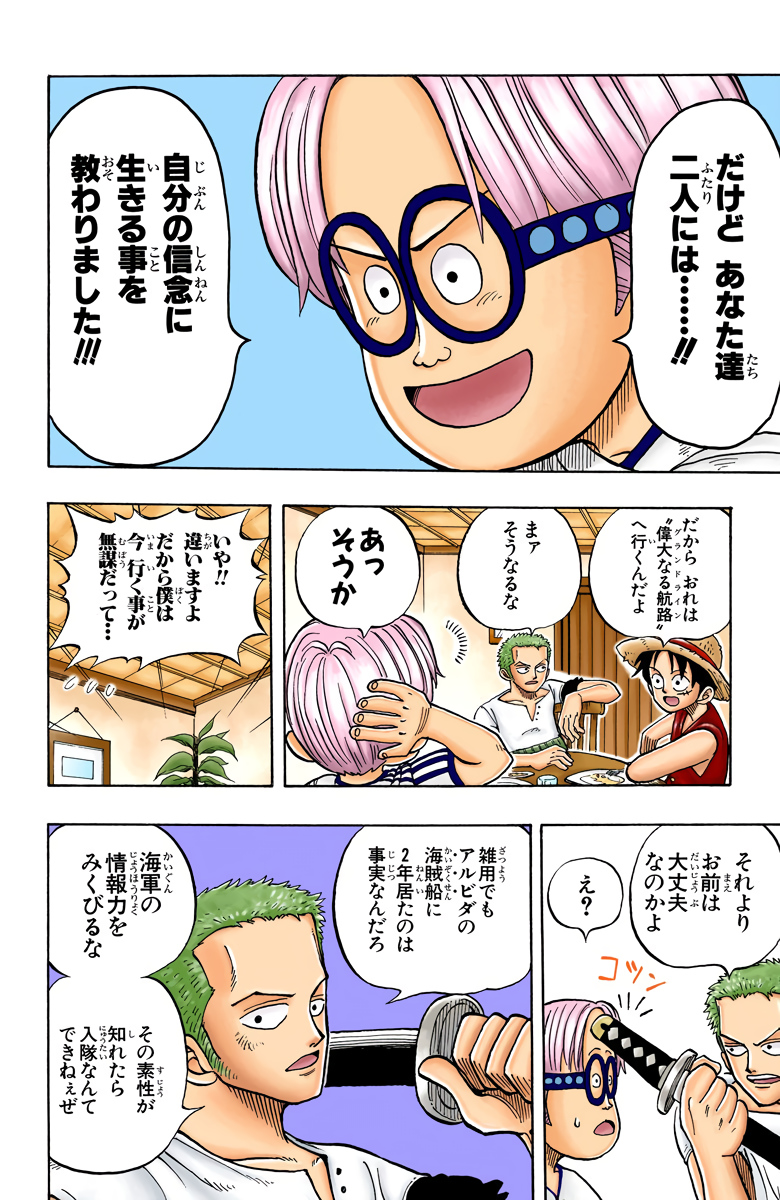 だけど あなた達
二人には……!!
自分の信念に
生きる事を
教わりました!!!
だから おれは
〝偉大なる航路〟
へ行くんだよ
まァ
そうなるな
あっ
そうか
いや!!
違いますよ
だから僕は
今 行く事が
無謀だって…
それより
お前は
大丈夫
なのかよ
え?
コツン
雑用でも
アルビダの
海賊船に
2年居たのは
事実なんだろ
海軍の
情報力を
みくびるな
その素性が
知れたら
入隊なんて
できねぇぜ